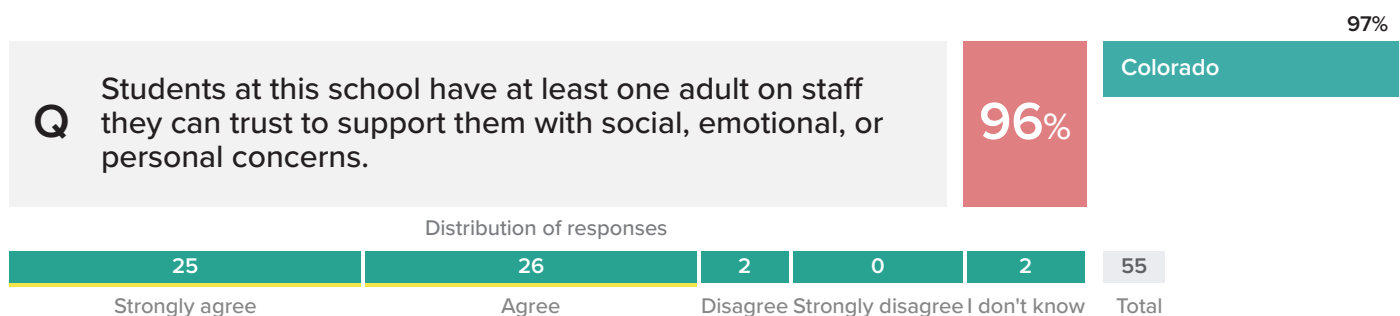 97%
Q
Students at this school have at least one adult on staff
they can trust to support them with social, emotional, or
personal concerns.
96%
Colorado
Distribution of responses
25 26 2 0 2 55
Strongly agree Agree Disagree Strongly disagree I don't know Total